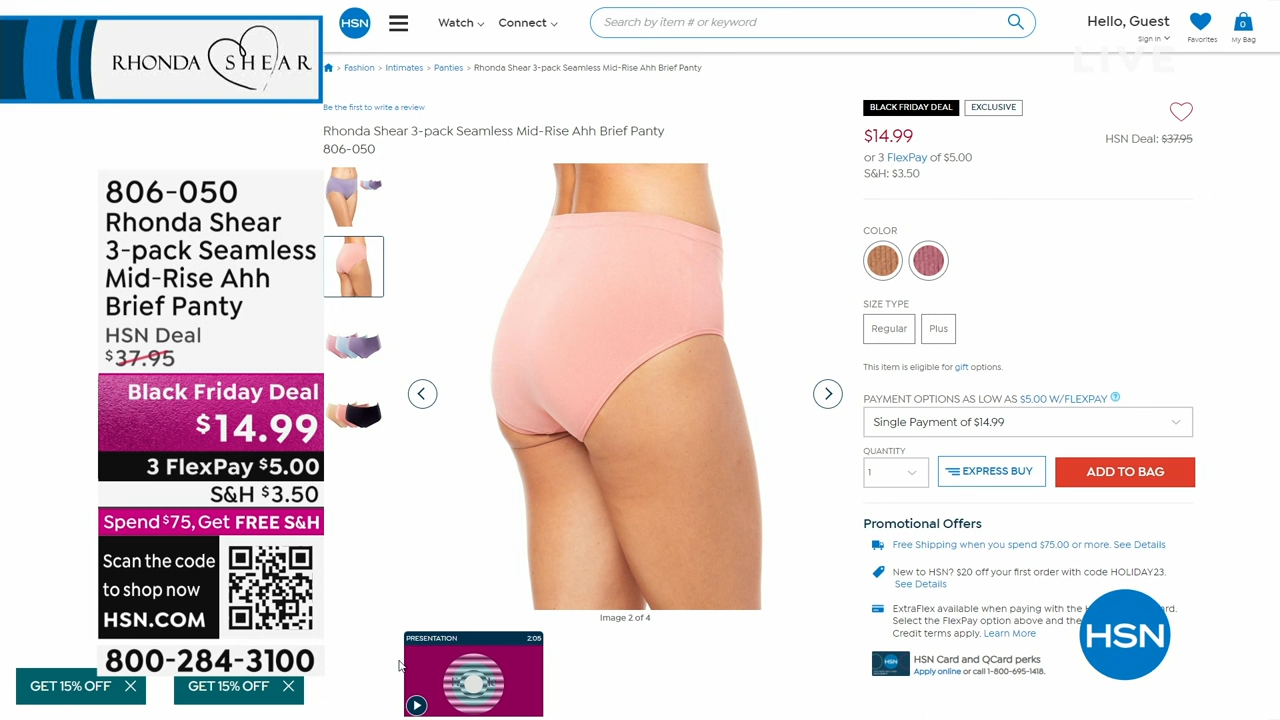 RHONDA SHEAR
HSN
Watch
Connect
Search by item # or keyword
Hello, Guest
Sign in
Favorites
0
My Bag
LIVE
> Fashion > Intimates > Panties > Rhonda Shear 3-pack Seamless Mid-Rise Ahh Brief Panty
Be the first to write a review
Rhonda Shear 3-pack Seamless Mid-Rise Ahh Brief Panty
806-050
806-050
Rhonda Shear
3-pack Seamless
Mid-Rise Ahh
Brief Panty
HSN Deal
$37.95
Black Friday Deal
$14.99
3 FlexPay $5.00
S&H $3.50
Spend $75, Get FREE S&H
Scan the code
to shop now
HSN.COM
800-284-3100
GET 15% OFF
GET 15% OFF
Image 2 of 4
PRESENTATION 2:05
BLACK FRIDAY DEAL
EXCLUSIVE
$14.99
HSN Deal: $37.95
or 3 FlexPay of $5.00
S&H: $3.50
COLOR
SIZE TYPE
Regular
Plus
This item is eligible for gift options.
PAYMENT OPTIONS AS LOW AS $5.00 W/FLEXPAY ?
Single Payment of $14.99
QUANTITY
1
EXPRESS BUY
ADD TO BAG
Promotional Offers
Free Shipping when you spend $75.00 or more. See Details
New to HSN? $20 off your first order with code HOLIDAY23.
See Details
ExtraFlex available when paying with the
Select the FlexPay option above and the
Credit terms apply. Learn More
HSN
HSN Card and QCard perks
Apply online or call 1-800-695-1418.